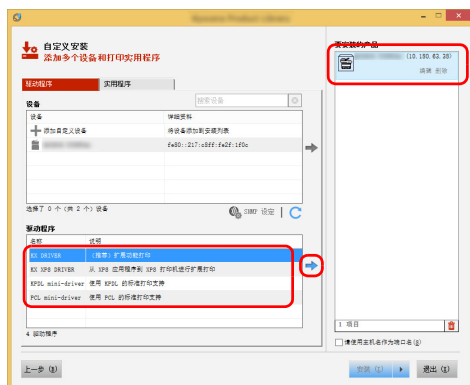 自定义安装
添加多个设备和打印实用程序
驱动程序
实用程序
设备
搜索设备
设备
详细资料
添加自定义设备
将设备添加到安装列表
fe80::217:c8ff:fe2f:1f0c
选择了 0 个（共 2 个）设备
SNMP 设定
驱动程序
名称
说明
KX DRIVER
（推荐）扩展功能打印
KX XPS DRIVER
从 XPS 应用程序到 XPS 打印机进行扩展打印
KPDL mini-driver
使用 KPDL 的标准打印支持
PCL mini-driver
使用 PCL 的标准打印支持
4 驱动程序
要安装的产品
(10.180.63.38)
编辑 删除
1 项目
请使用主机名作为端口名(g)
上一步 (B)
安装 (I)
退出 (X)